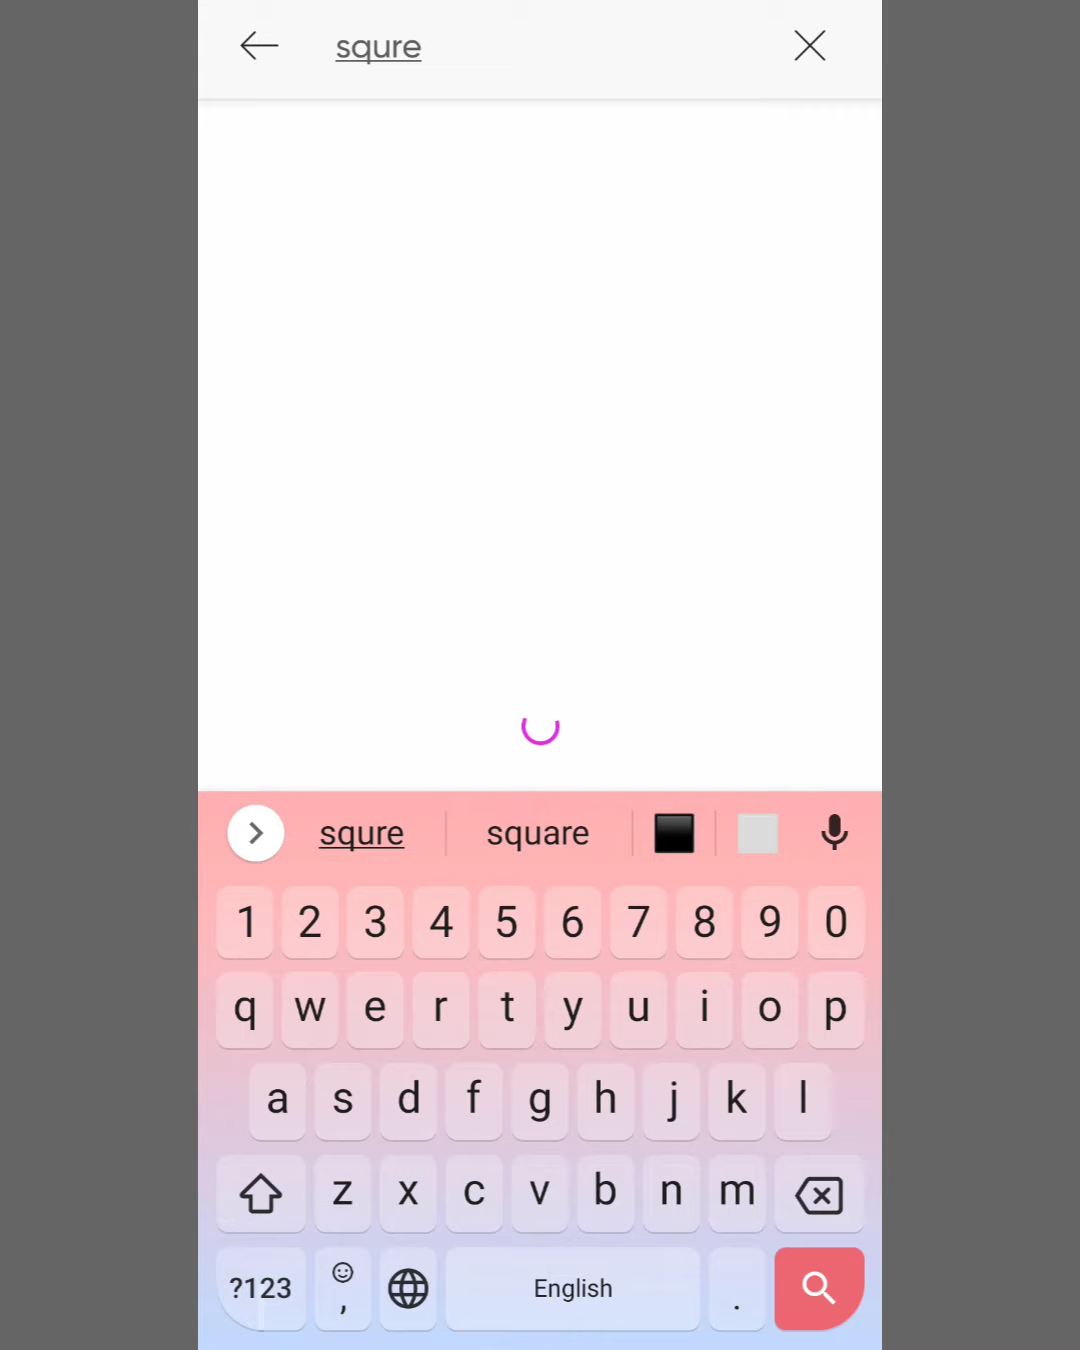 squre
squre square
1 2 3 4 5 6 7 8 9 0
q w e r t y u i o p
a s d f g h j k l
z x c v b n m
?123 , English .